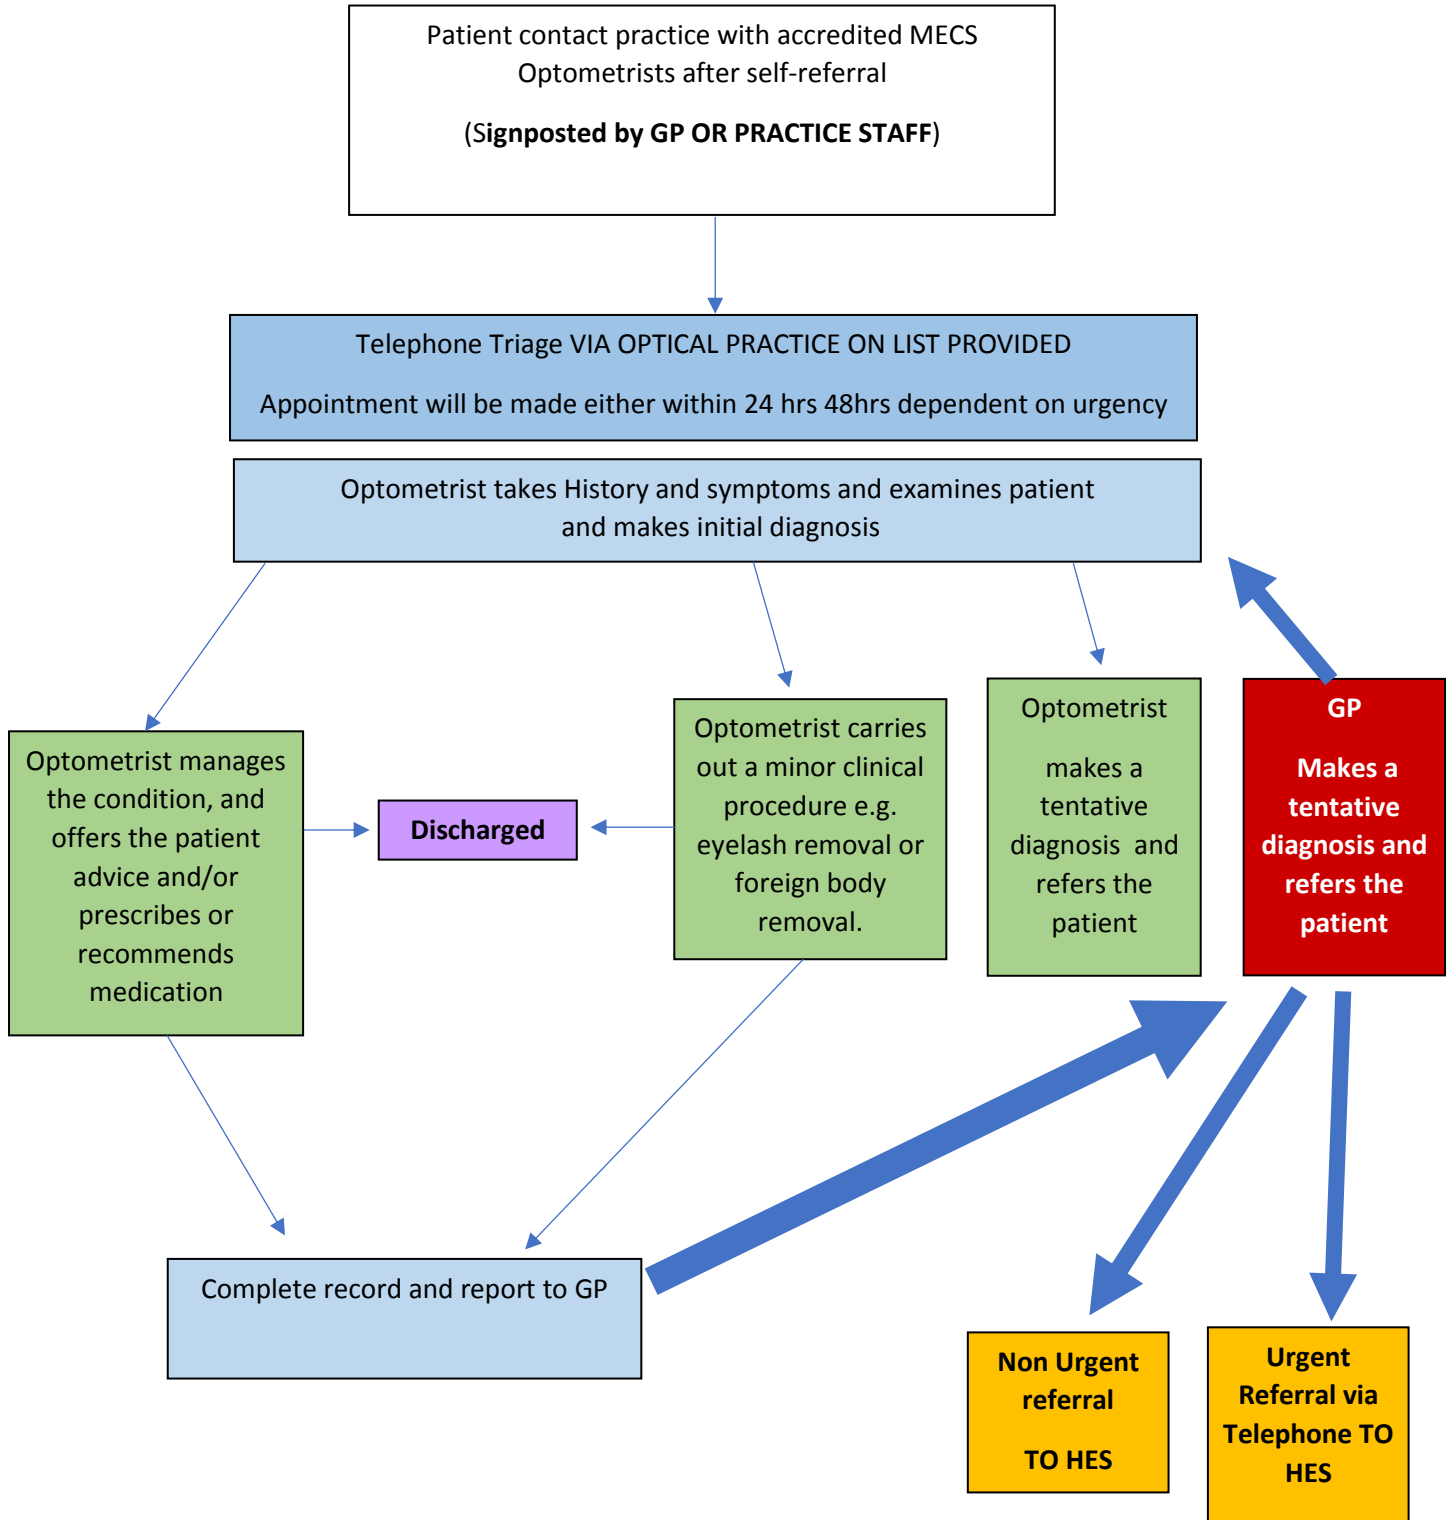 Patient contact practice with accredited MECS
Optometrists after self-referral
(Signposted by GP OR PRACTICE STAFF)
Telephone Triage VIA OPTICAL PRACTICE ON LIST PROVIDED
Appointment will be made either within 24 hrs 48hrs dependent on urgency
Optometrist takes History and symptoms and examines patient
and makes initial diagnosis
Optometrist manages
the condition, and
offers the patient
advice and/or
prescribes or
recommends
medication
Discharged
Optometrist carries
out a minor clinical
procedure e.g.
eyelash removal or
foreign body
removal.
Optometrist
makes a
tentative
diagnosis and
refers the
patient
GP
Makes a
tentative
diagnosis and
refers the
patient
Complete record and report to GP
Non Urgent
referral
TO HES
Urgent
Referral via
Telephone TO
HES